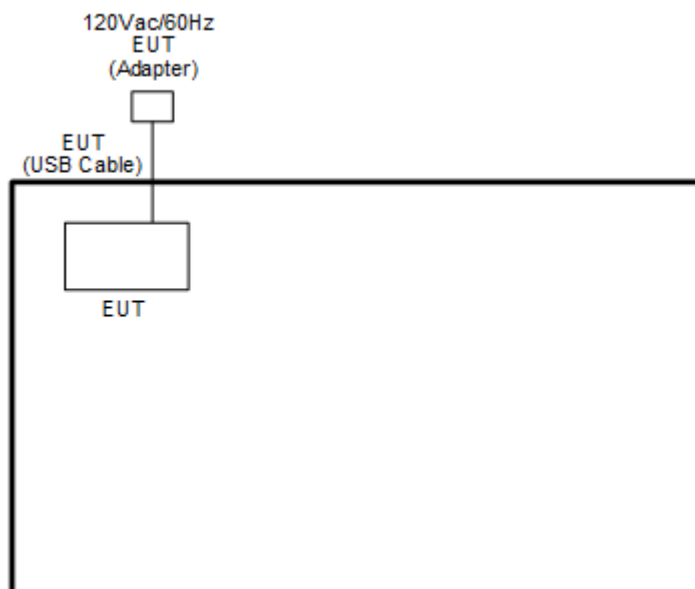 120Vac/60Hz
EUT
(Adapter)
EUT
(USB Cable)
EUT